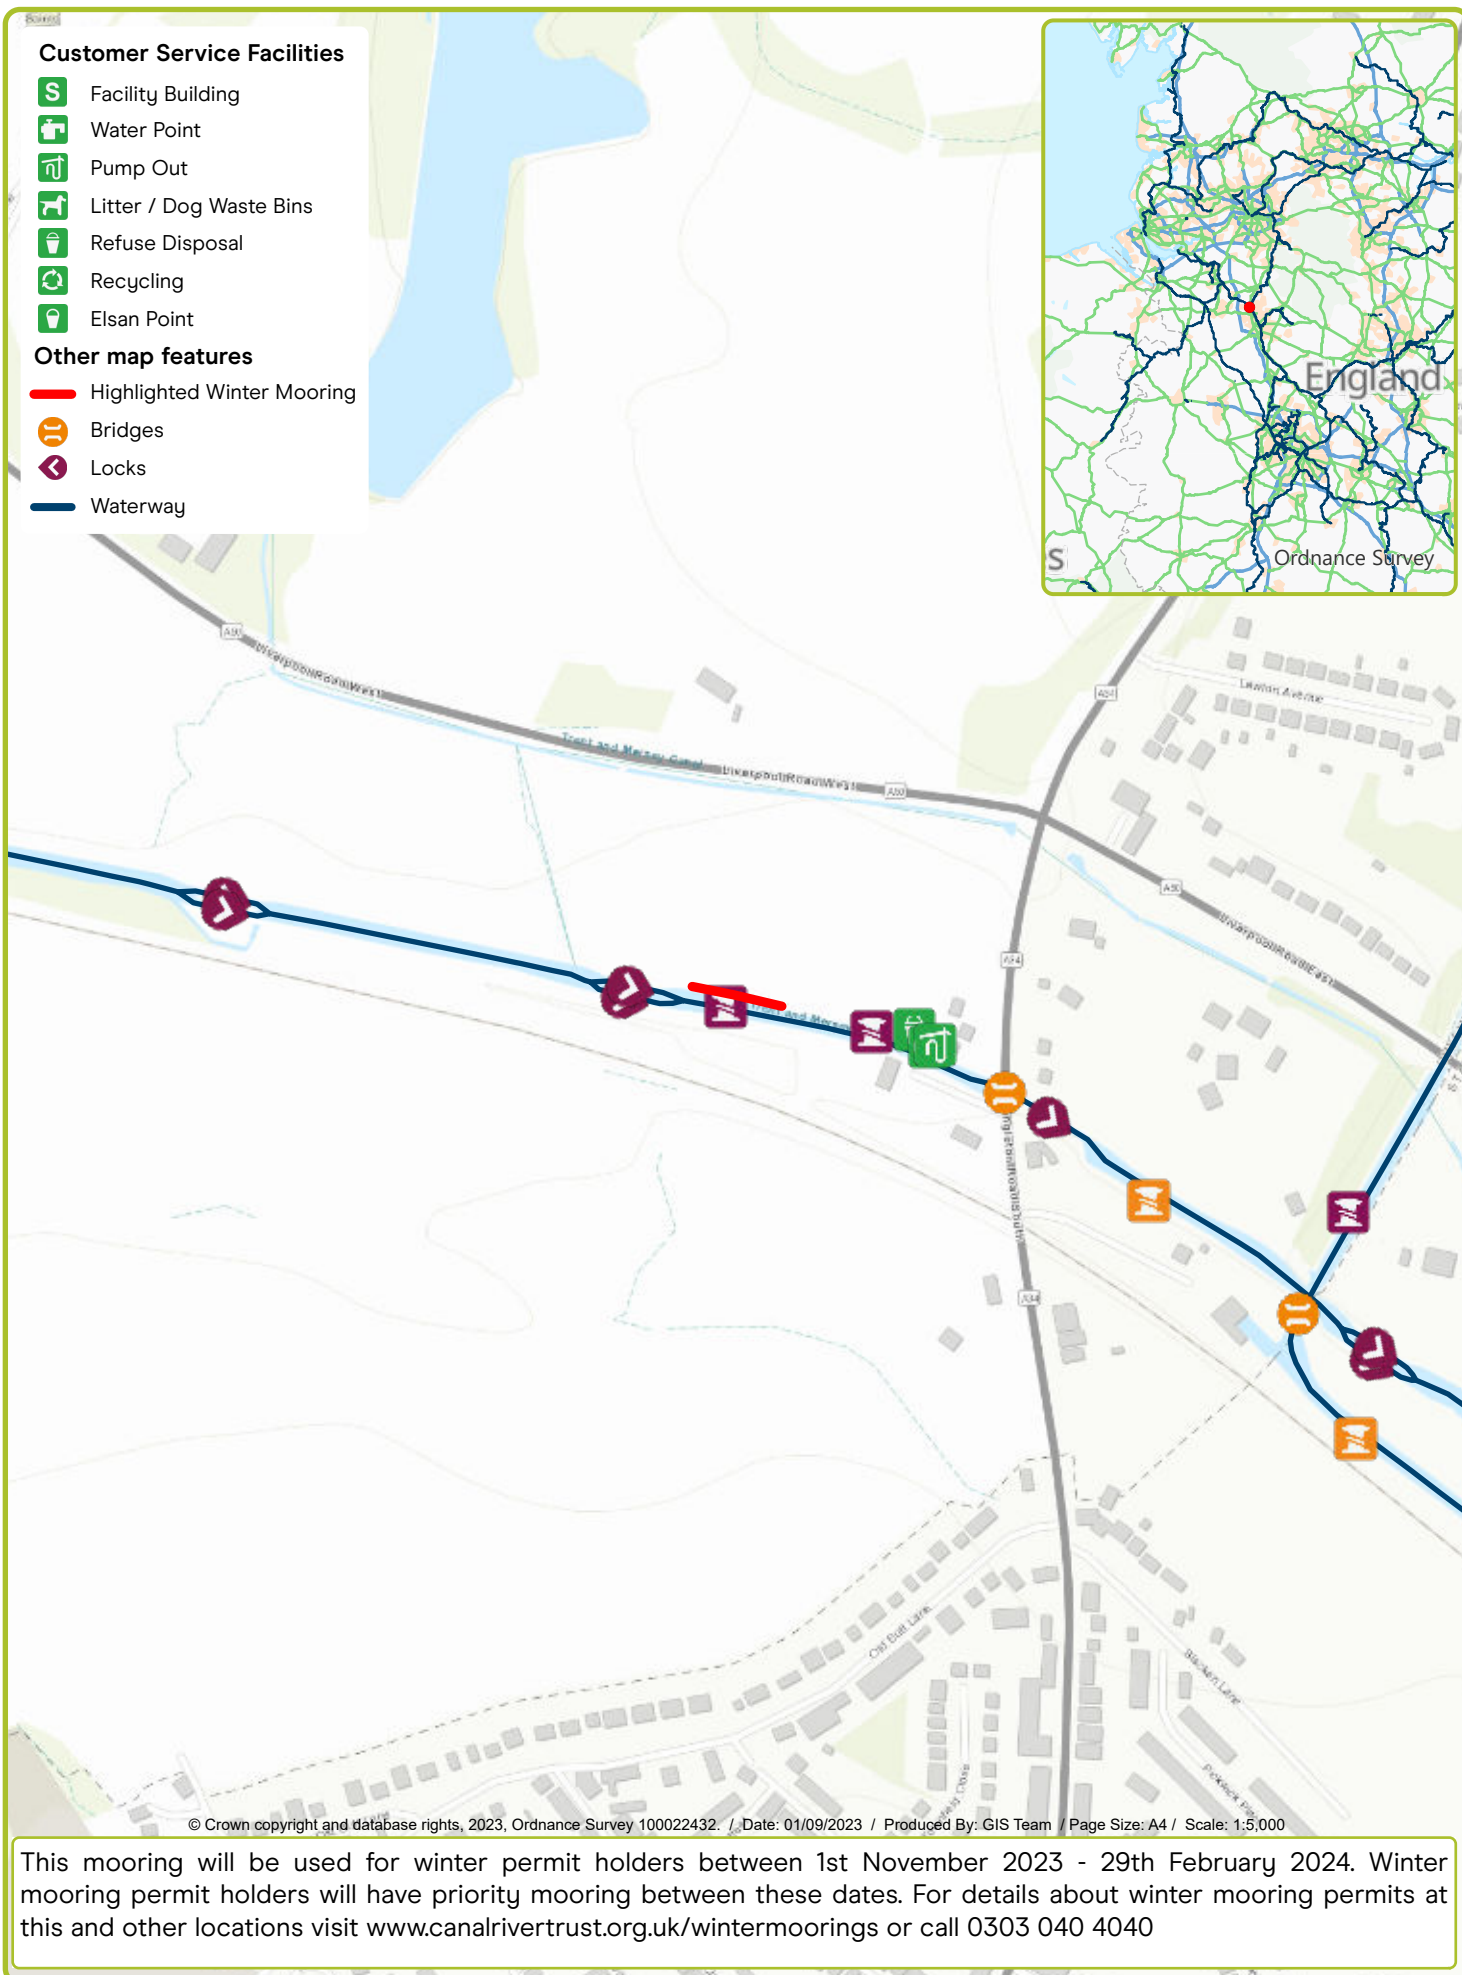 Customer Service Facilities
S Facility Building
Water Point
Pump Out
Litter / Dog Waste Bins
Refuse Disposal
Recycling
Elsan Point
Other map features
Highlighted Winter Mooring
Bridges
Locks
Waterway
England
s
Ordnance Survey
A50
Liverpool Road West
A34
Lawton Avenue
Trent and Mersey Canal
Liverpool Road West
A50
A50
Liverpool Road East
A34
Trent and Mersey
A34
Old Butt Lane
© Crown copyright and database rights, 2023, Ordnance Survey 100022432. / Date: 01/09/2023 / Produced By: GIS Team / Page Size: A4 / Scale: 1:5,000
This mooring will be used for winter permit holders between 1st November 2023 - 29th February 2024. Winter
mooring permit holders will have priority mooring between these dates. For details about winter mooring permits at
this and other locations visit www.canalrivertrust.org.uk/wintermoorings or call 0303 040 4040